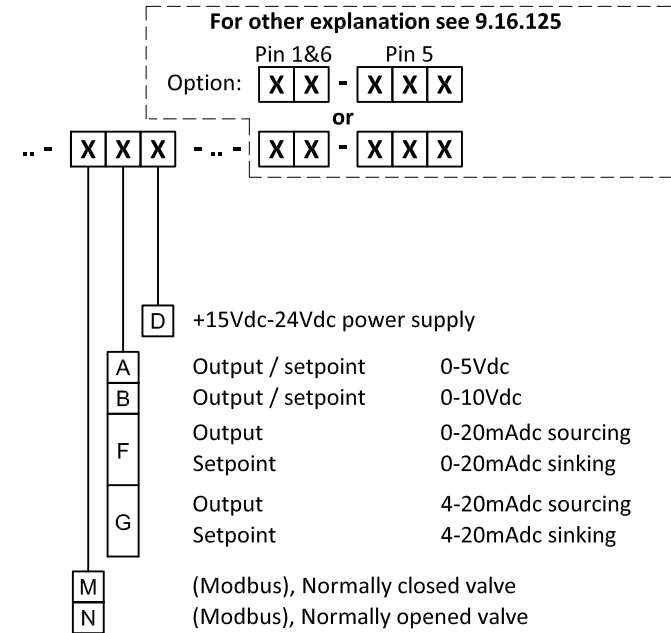 For other explanation see 9.16.125
Pin 1&6 Pin 5
Option: X X - X X X
or
.. - X X X - .. - X X - X X X
D +15Vdc-24Vdc power supply
A Output / setpoint 0-5Vdc
B Output / setpoint 0-10Vdc
F Output 0-20mAdc sourcing
Setpoint 0-20mAdc sinking
G Output 4-20mAdc sourcing
Setpoint 4-20mAdc sinking
M (Modbus), Normally closed valve
N (Modbus), Normally opened valve